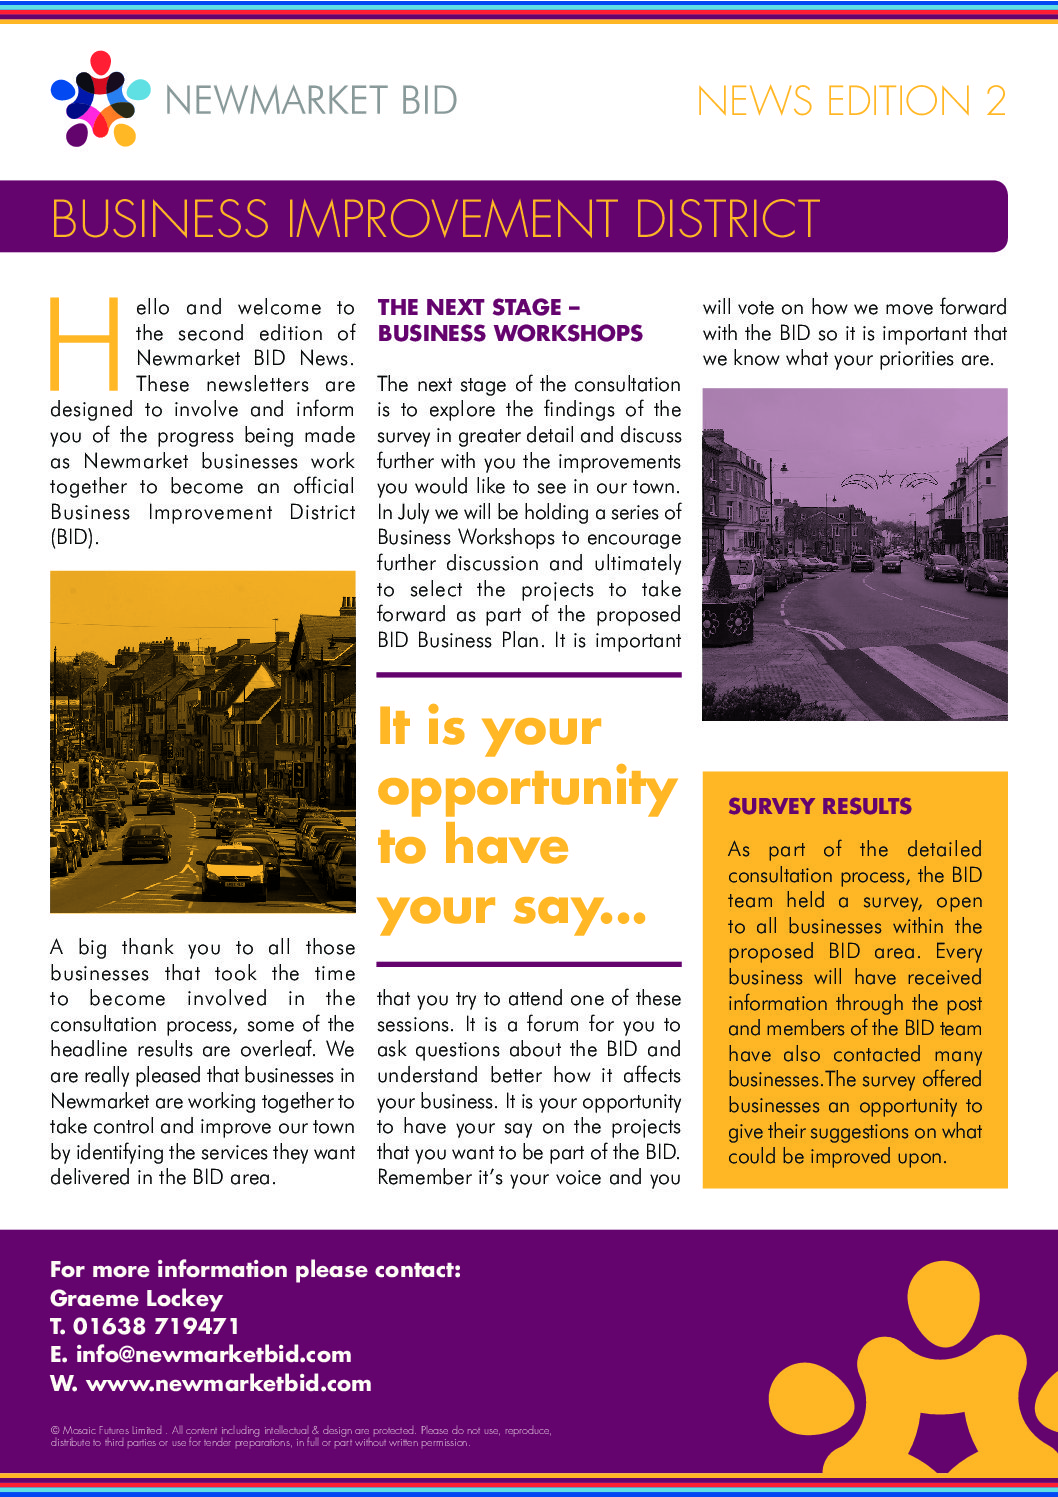 NEWMARKET BID
NEWS EDITION 2
BUSINESS IMPROVEMENT DISTRICT
Hello and welcome to
the second edition of
Newmarket BID News.
These newsletters are
designed to involve and inform
you of the progress being made
as Newmarket businesses work
together to become an official
Business Improvement District
(BID).
A big thank you to all those
businesses that took the time
to become involved in the
consultation process, some of the
headline results are overleaf. We
are really pleased that businesses in
Newmarket are working together to
take control and improve our town
by identifying the services they want
delivered in the BID area.
THE NEXT STAGE –
BUSINESS WORKSHOPS
The next stage of the consultation
is to explore the findings of the
survey in greater detail and discuss
further with you the improvements
you would like to see in our town.
In July we will be holding a series of
Business Workshops to encourage
further discussion and ultimately
to select the projects to take
forward as part of the proposed
BID Business Plan. It is important
It is your
opportunity
to have
your say...
that you try to attend one of these
sessions. It is a forum for you to
ask questions about the BID and
understand better how it affects
your business. It is your opportunity
to have your say on the projects
that you want to be part of the BID.
Remember it's your voice and you
will vote on how we move forward
with the BID so it is important that
we know what your priorities are.
SURVEY RESULTS
As part of the detailed
consultation process, the BID
team held a survey, open
to all businesses within the
proposed BID area. Every
business will have received
information through the post
and members of the BID team
have also contacted many
businesses.The survey offered
businesses an opportunity to
give their suggestions on what
could be improved upon.
For more information please contact:
Graeme Lockey
T. 01638 719471
E. info@newmarketbid.com
W. www.newmarketbid.com
© Mosaic Futures Limited . All content including intellectual & design are protected. Please do not use, reproduce,
distribute to third parties or use for tender preparations, in full or part without written permission.